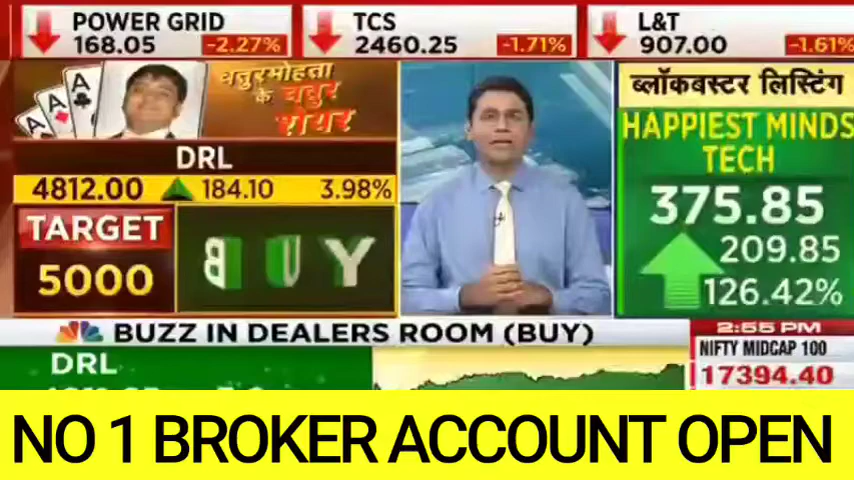 POWER GRID
168.05 -2.27%
TCS
2460.25 -1.71%
L&T
907.00 -1.61%
A A A
चतुरमोहता
के चतुर
शेयर
DRL
4812.00 184.10 3.98%
TARGET
5000
BUY
ब्लॉकबस्टर लिस्टिंग
HAPPIEST MINDS
TECH
375.85
209.85
126.42%
BUZZ IN DEALERS ROOM (BUY)
DRL
2:55 PM
NIFTY MIDCAP 100
17394.40
NO 1 BROKER ACCOUNT OPEN